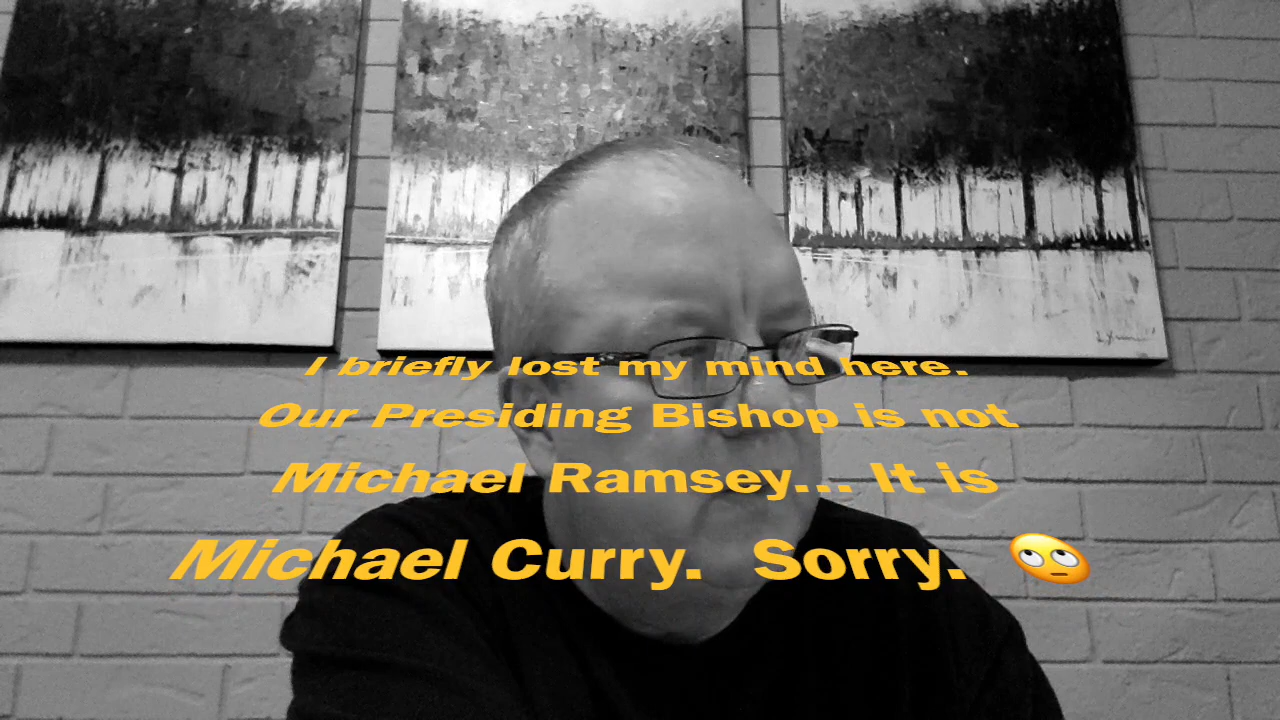 I briefly lost my mind here.
Our Presiding Bishop is not
Michael Ramsey... It is
Michael Curry. Sorry. 🙄